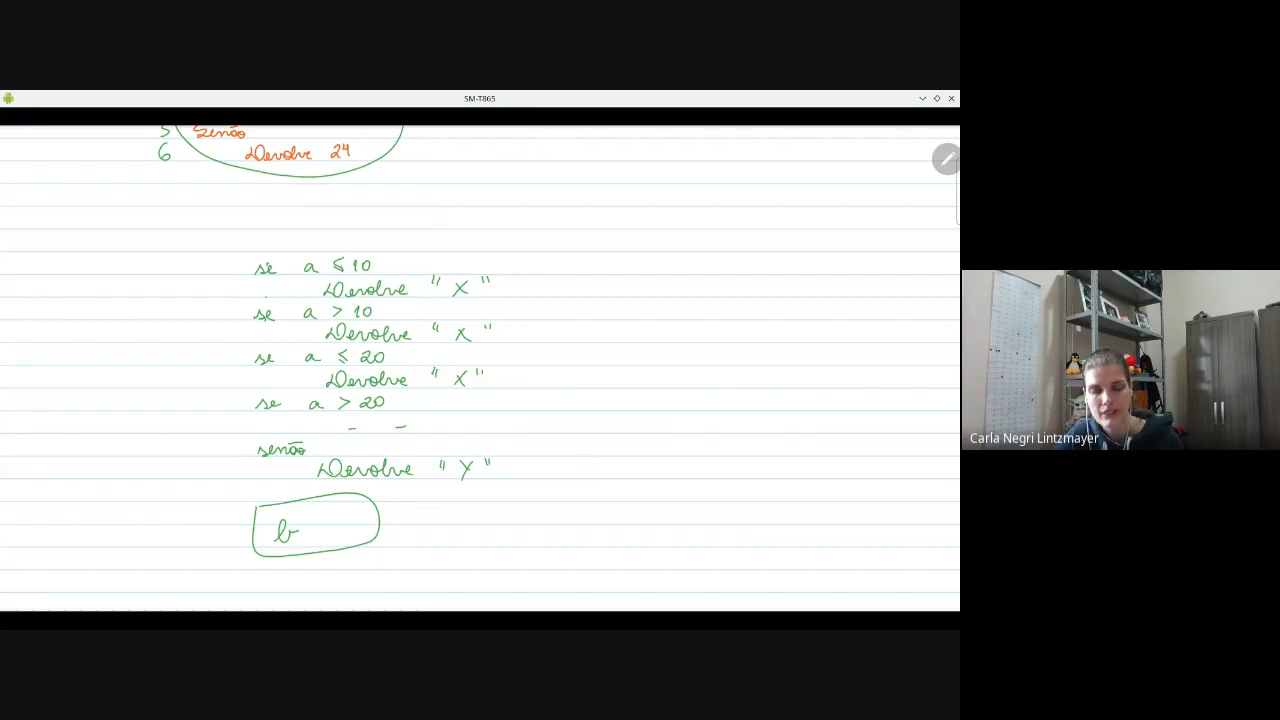 SM-T865
5 Senão
6 Devolve 24
se a ≤ 10
Devolve "X"
se a > 10
Devolve "X"
se a ≤ 20
Devolve "X"
se a > 20
- -
senão
Devolve "Y"
b
Carla Negri Lintzmayer